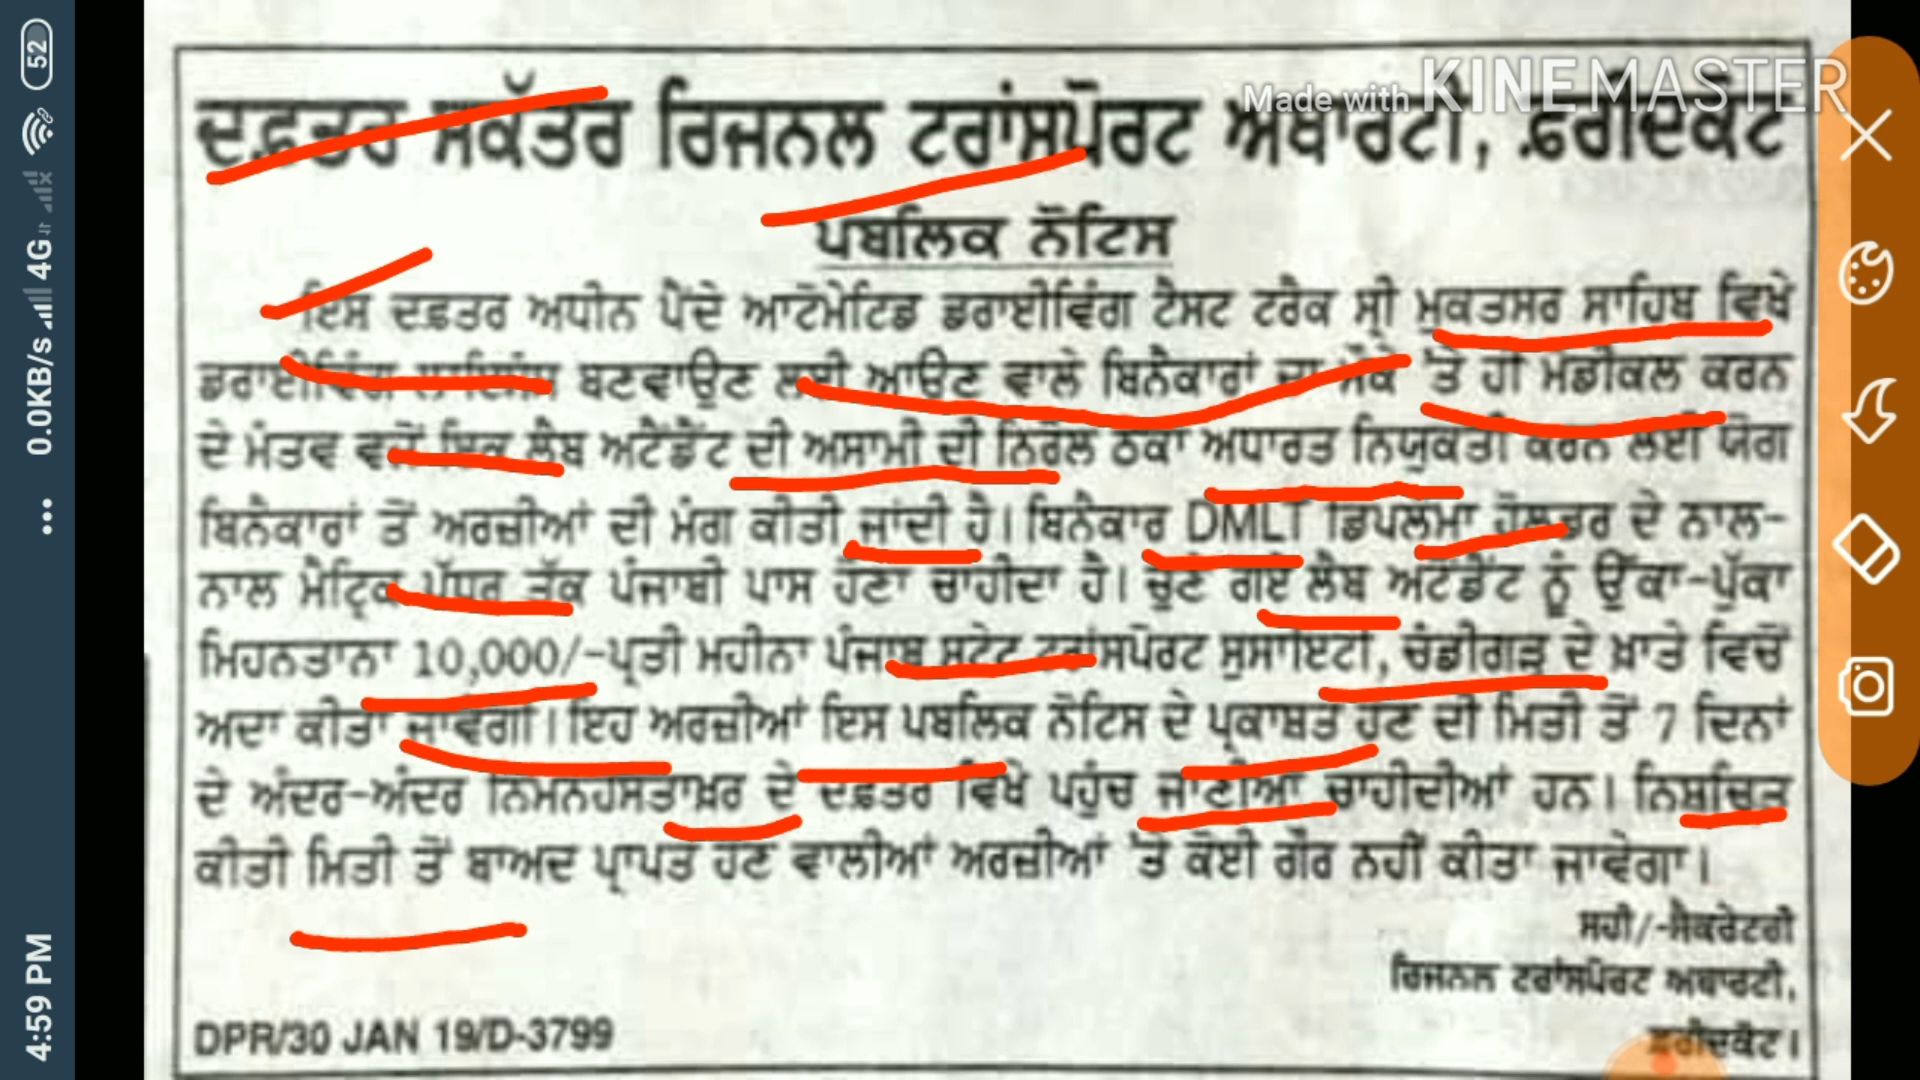 ਦਫ਼ਤਰ ਸਕੱਤਰ ਰਿਜਨਲ ਟਰਾਂਸਪੋਰਟ ਅਥਾਰਟੀ, ਫ਼ਰੀਦਕੋਟ
Made with KINEMASTER
ਪਬਲਿਕ ਨੋਟਿਸ
ਇਸ ਦਫ਼ਤਰ ਅਧੀਨ ਪੈਂਦੇ ਆਟੋਮੇਟਿਡ ਡਰਾਈਵਿੰਗ ਟੈਸਟ ਟਰੈਕ ਸ੍ਰੀ ਮੁਕਤਸਰ ਸਾਹਿਬ ਵਿਖੇ
ਡਰਾਈਵਿੰਗ ਬਣਵਾਉਣ ਲਈ ਆਉਣ ਵਾਲੇ ਬਿਨੈਕਾਰਾਂ ਦਾ ਮੌਕੇ 'ਤੇ ਹੀ ਮੈਡੀਕਲ ਕਰਨ
ਦੇ ਮੰਤਵ ਵਜੋਂ ਇਕ ਲੈਬ ਅਟੈਂਡੈਂਟ ਦੀ ਅਸਾਮੀ ਦੀ ਨਿਰੋਲ ਠੇਕਾ ਅਧਾਰਤ ਨਿਯੁਕਤੀ ਕਰਨ ਲਈ ਯੋਗ
ਬਿਨੈਕਾਰਾਂ ਤੋਂ ਅਰਜ਼ੀਆਂ ਦੀ ਮੰਗ ਕੀਤੀ ਜਾਂਦੀ ਹੈ। ਬਿਨੈਕਾਰ DMLT ਡਿਪਲੋਮਾ ਹੋਲਡਰ ਦੇ ਨਾਲ-
ਨਾਲ ਮੈਟ੍ਰਿਕ ਪੱਧਰ ਤੱਕ ਪੰਜਾਬੀ ਪਾਸ ਹੋਣਾ ਚਾਹੀਦਾ ਹੈ। ਚੁਣੇ ਗਏ ਲੈਬ ਅਟੈਂਡੈਂਟ ਨੂੰ ਉੱਕਾ-ਪੁੱਕਾ
ਮਿਹਨਤਾਨਾ 10,000/-ਪ੍ਰਤੀ ਮਹੀਨਾ ਪੰਜਾਬ ਸਟੇਟ ਟਰਾਂਸਪੋਰਟ ਸੁਸਾਇਟੀ, ਚੰਡੀਗੜ ਦੇ ਖ਼ਾਤੇ ਵਿਚੋਂ
ਅਦਾ ਕੀਤਾ ਜਾਵੇਗਾ। ਇਹ ਅਰਜ਼ੀਆਂ ਇਸ ਪਬਲਿਕ ਨੋਟਿਸ ਦੇ ਪ੍ਰਕਾਸ਼ਤ ਹੋਣ ਦੀ ਮਿਤੀ ਤੋਂ 7 ਦਿਨਾਂ
ਦੇ ਅੰਦਰ-ਅੰਦਰ ਨਿਮਨਹਸਤਾਖ਼ਰ ਦੇ ਦਫ਼ਤਰ ਵਿਖੇ ਪਹੁੰਚ ਜਾਣੀਆਂ ਚਾਹੀਦੀਆਂ ਹਨ। ਨਿਸ਼ਚਿਤ
ਕੀਤੀ ਮਿਤੀ ਤੋਂ ਬਾਅਦ ਪ੍ਰਾਪਤ ਹੋਣ ਵਾਲੀਆਂ ਅਰਜ਼ੀਆਂ 'ਤੇ ਕੋਈ ਗੌਰ ਨਹੀਂ ਕੀਤਾ ਜਾਵੇਗਾ।
ਸਹੀ/-ਸੈਕਰੇਟਰੀ
ਰਿਜਨਲ ਟਰਾਂਸਪੋਰਟ ਅਥਾਰਟੀ,
ਫ਼ਰੀਦਕੋਟ।
DPR/30 JAN 19/D-3799
4:59 PM ... 0.0KB/s 4G 52